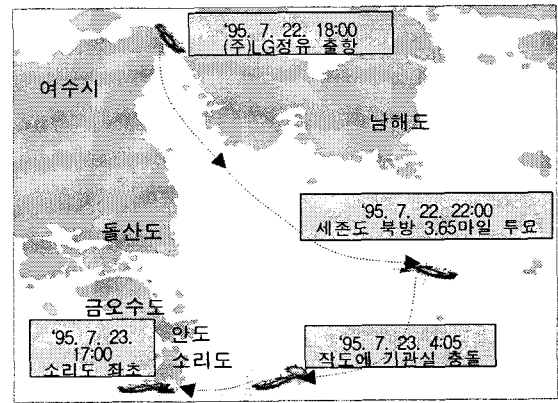 '95. 7. 22. 18:00
(주)LG정유 출항
여수시
남해도
'95. 7. 22. 22:00
세존도 북방 3.65마일 투묘
돌산도
금오수도
안도
소리도
'95. 7. 23.
17:00
소리도 좌초
'95. 7. 23. 4:05
작도에 기관실 충돌